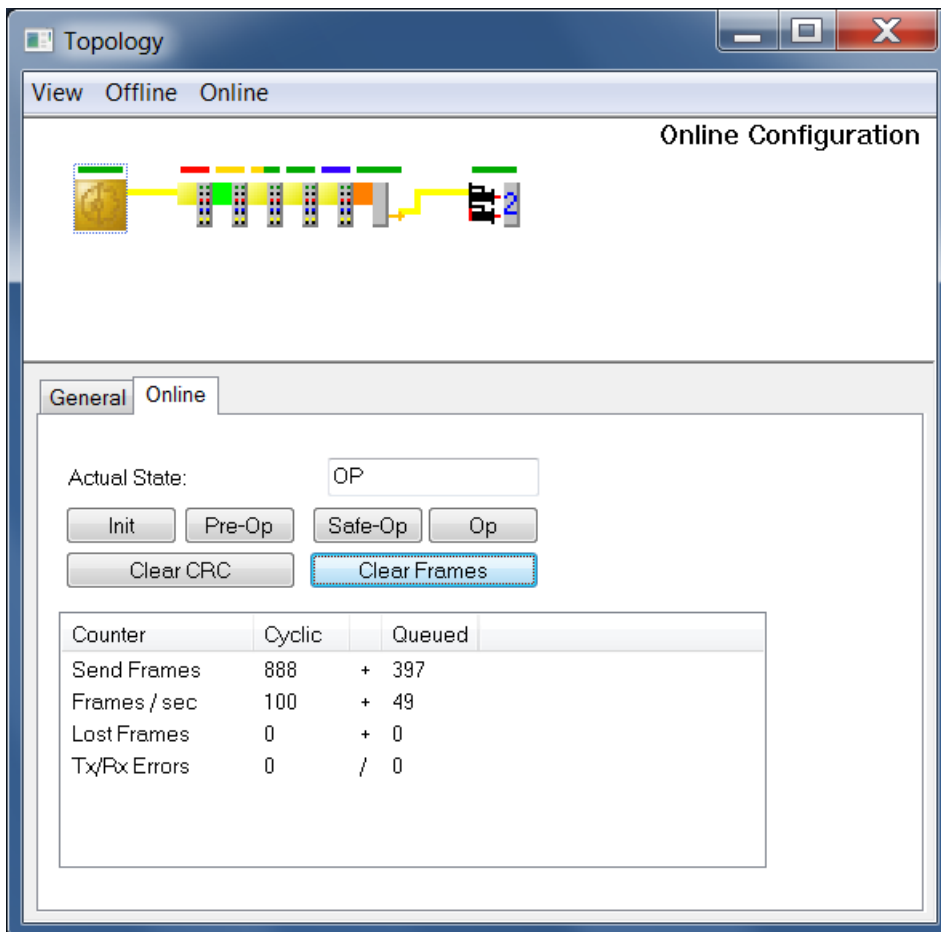 Topology
View Offline Online
Online Configuration
2
General Online
Actual State: OP
Init Pre-Op Safe-Op Op
Clear CRC Clear Frames
Counter Cyclic Queued
Send Frames 888 + 397
Frames / sec 100 + 49
Lost Frames 0 + 0
Tx/Rx Errors 0 / 0